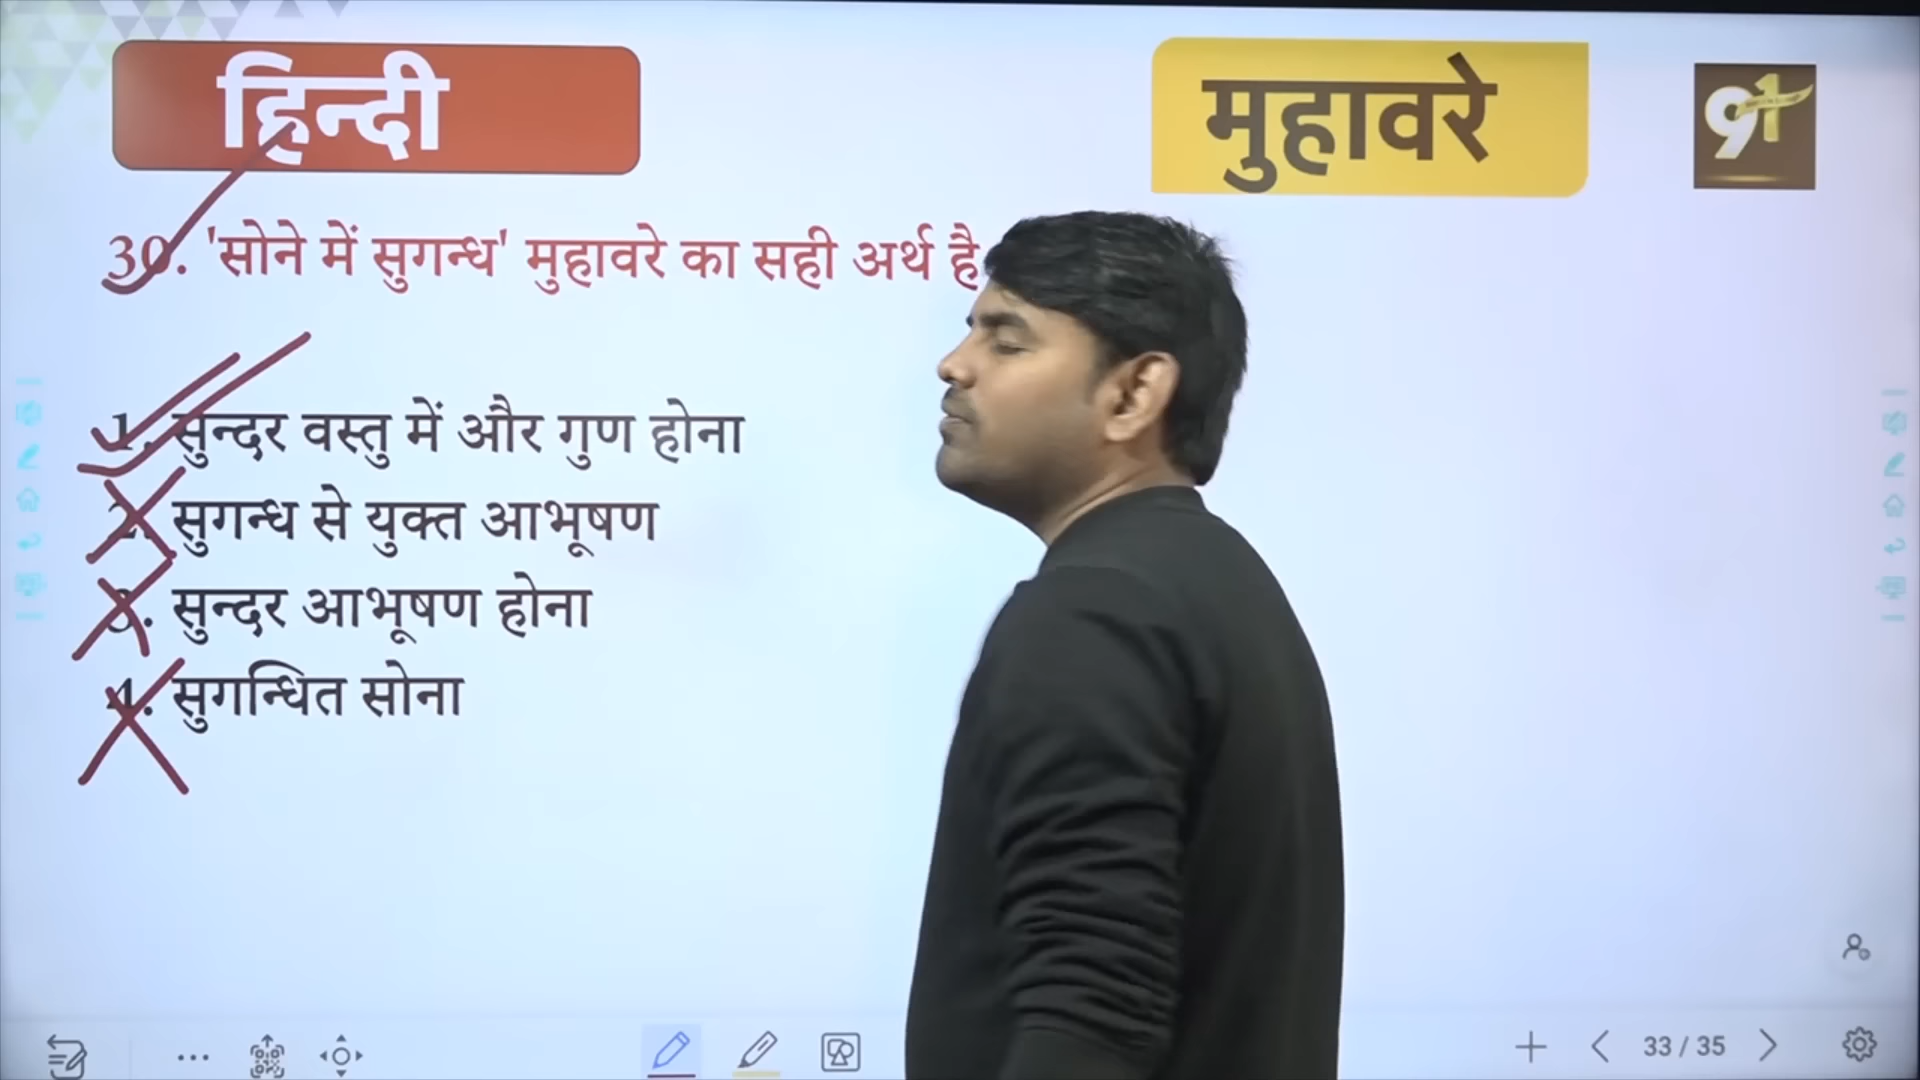 हिन्दी
मुहावरे
91
30. 'सोने में सुगन्ध' मुहावरे का सही अर्थ है
1. सुन्दर वस्तु में और गुण होना
2. सुगन्ध से युक्त आभूषण
3. सुन्दर आभूषण होना
4. सुगन्धित सोना
33 / 35